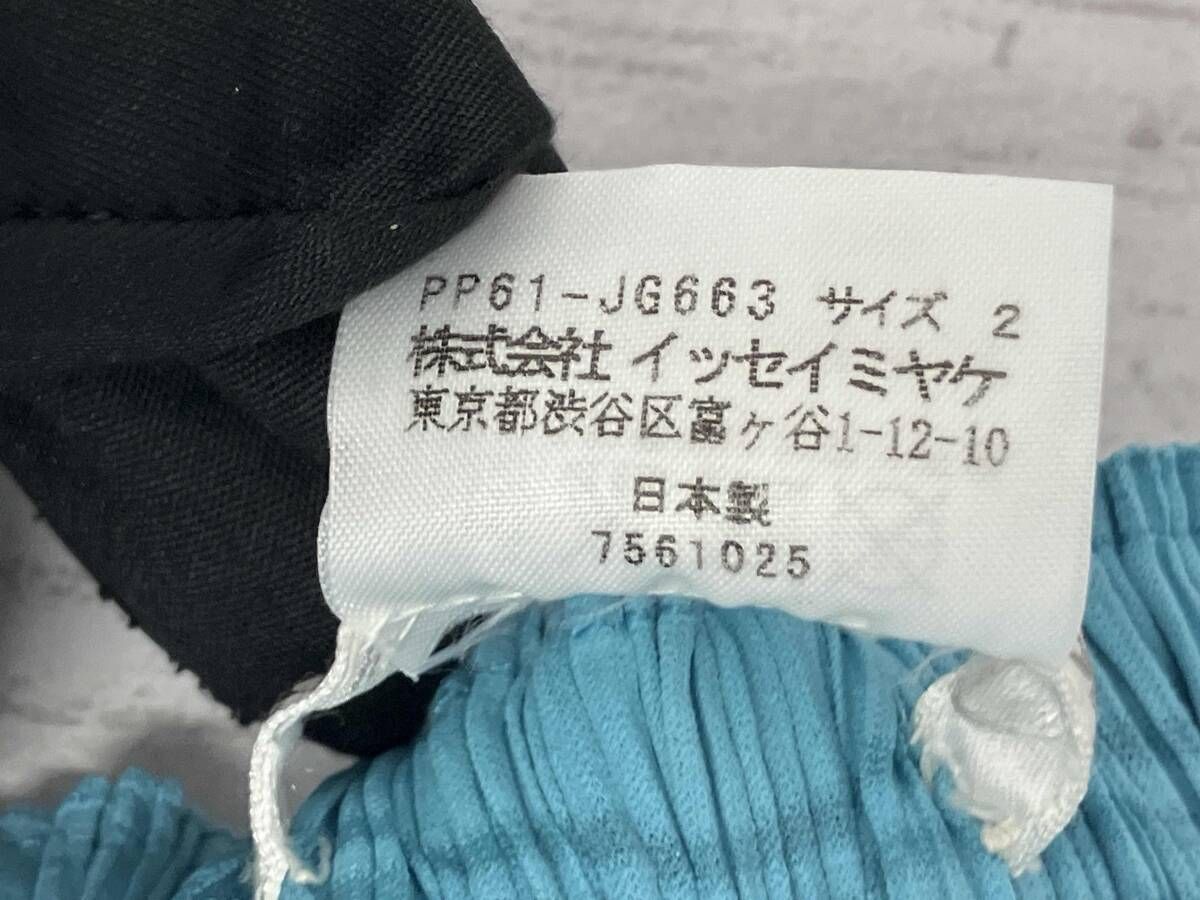 PP61-JG663 サイズ 2
株式会社 イッセイミヤケ
東京都渋谷区富ヶ谷1-12-10
日本製
7561025